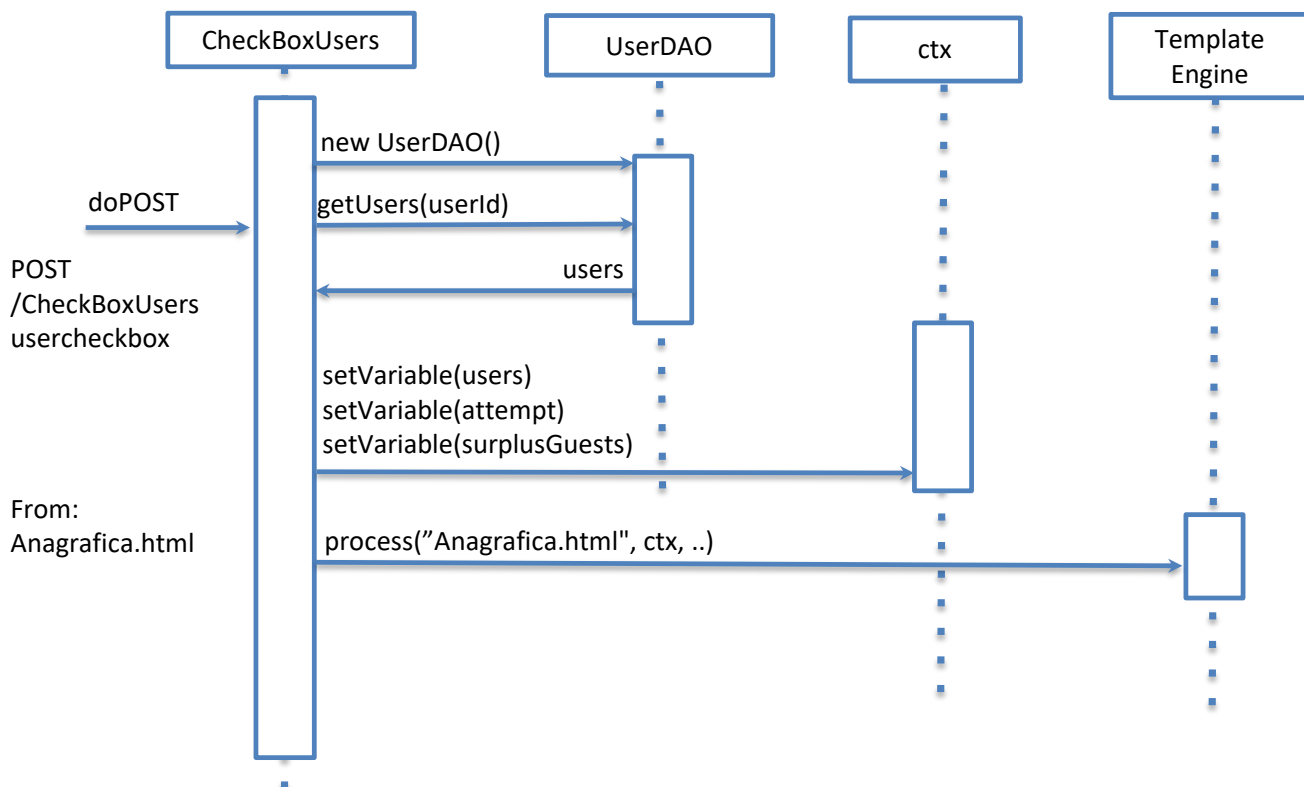 CheckBoxUsers
UserDAO
ctx
Template
Engine
new UserDAO()
doPOST
getUsers(userId)
POST
/CheckBoxUsers
usercheckbox
users
setVariable(users)
setVariable(attempt)
setVariable(surplusGuests)
From:
Anagrafica.html
process(”Anagrafica.html", ctx, ..)